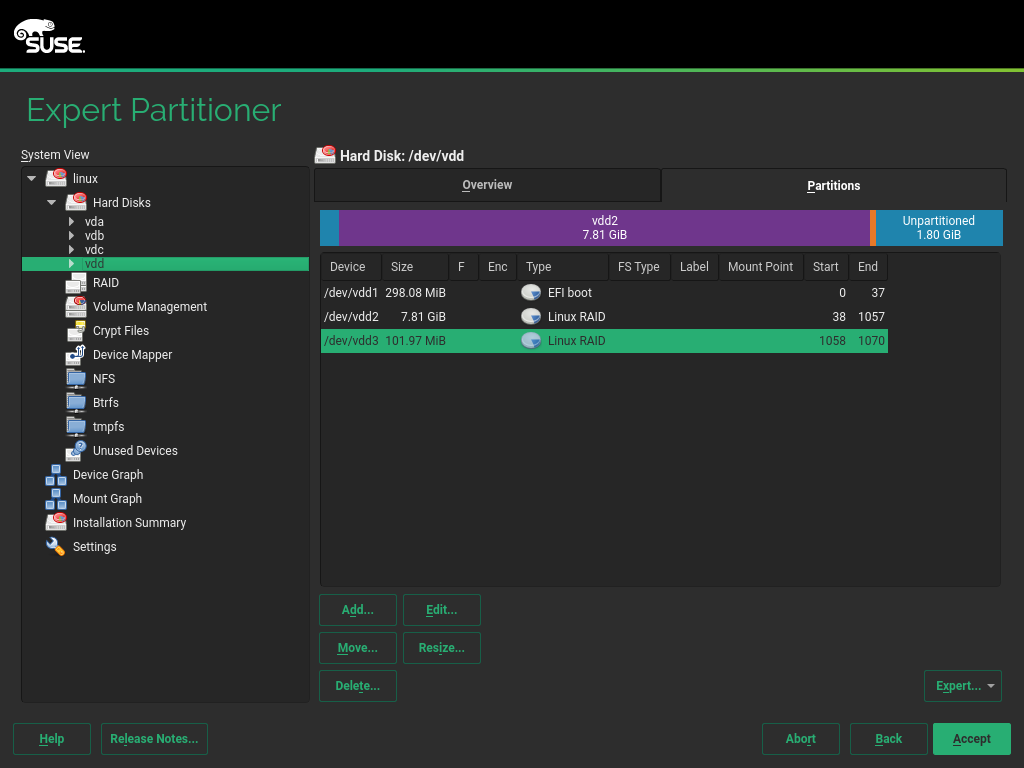 SUSE
Expert Partitioner
System View
linux
Hard Disks
vda
vdb
vdc
vdd
RAID
Volume Management
Crypt Files
Device Mapper
NFS
Btrfs
tmpfs
Unused Devices
Device Graph
Mount Graph
Installation Summary
Settings
Hard Disk: /dev/vdd
Overview Partitions
vdd2
7.81 GiB
Unpartitioned
1.80 GiB
Device Size F Enc Type FS Type Label Mount Point Start End
/dev/vdd1 298.08 MiB EFI boot 0 37
/dev/vdd2 7.81 GiB Linux RAID 38 1057
/dev/vdd3 101.97 MiB Linux RAID 1058 1070
Add... Edit...
Move... Resize...
Delete... Expert...
Help Release Notes... Abort Back Accept